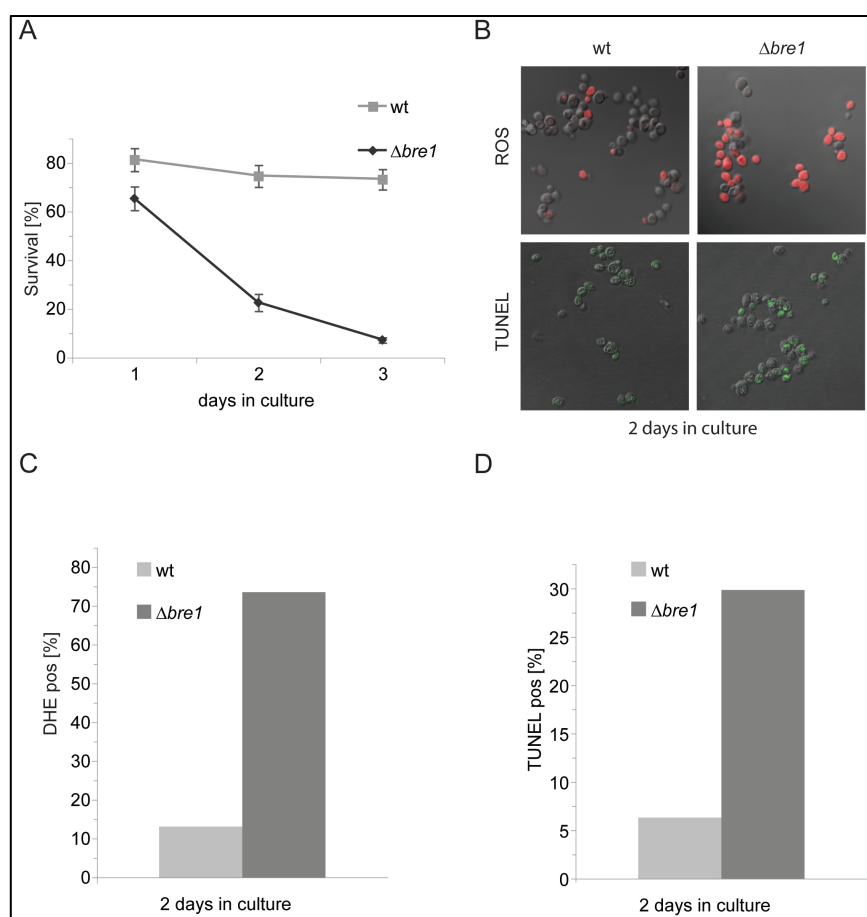 A
wt
Δbre1
Survival [%]
80
60
40
20
0
1 2 3
days in culture
B
wt Δbre1
ROS
TUNEL
2 days in culture
C
wt
Δbre1
DHE pos [%]
80
70
60
50
40
30
20
10
0
2 days in culture
D
wt
Δbre1
TUNEL pos [%]
30
25
20
15
10
5
0
2 days in culture